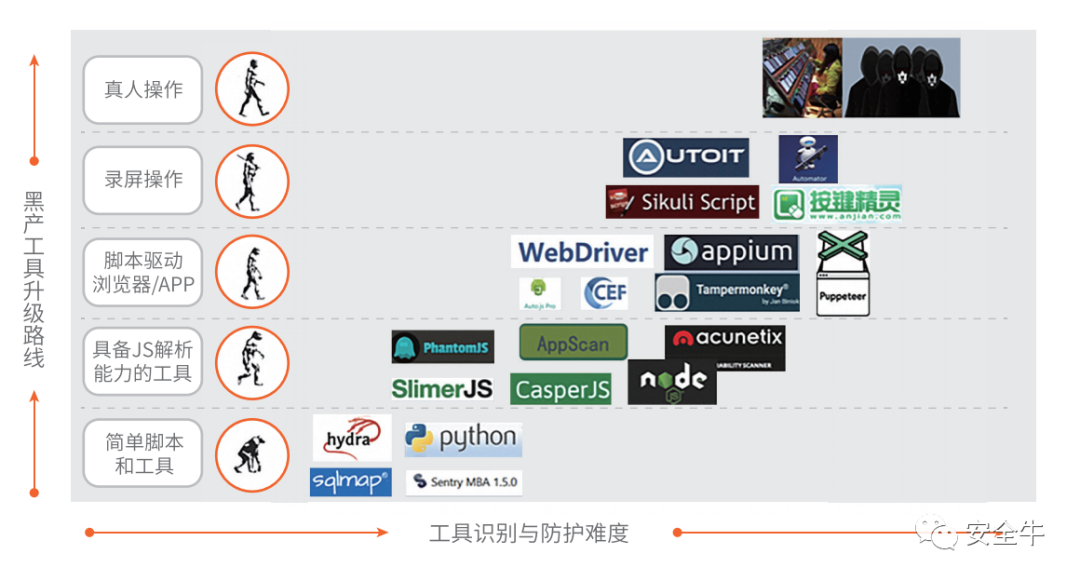 真人操作
录屏操作
AUTOIT
Automator
Sikuli Script
按键精灵
www.anjian.com
脚本驱动
浏览器/APP
WebDriver
appium
Auto.js Pro
CEF
Tampermonkey®
by Jan Biniok
Puppeteer
具备JS解析
能力的工具
PhantomJS
AppScan
acunetix
ABILITY SCANNER
SlimerJS
CasperJS
node
JS
简单脚本
和工具
hydra
python
sqlmap®
Sentry MBA 1.5.0
黑产工具升级路线
工具识别与防护难度
安全牛